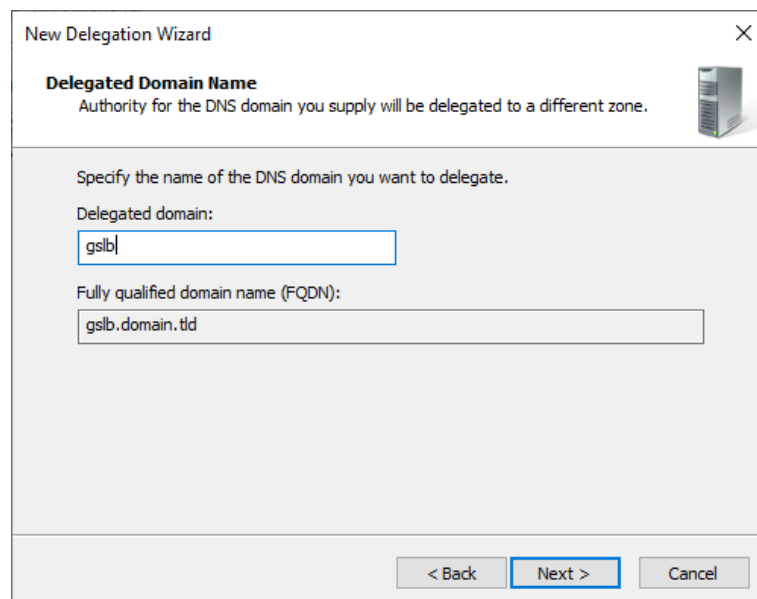 New Delegation Wizard
Delegated Domain Name
Authority for the DNS domain you supply will be delegated to a different zone.
Specify the name of the DNS domain you want to delegate.
Delegated domain:
gslb
Fully qualified domain name (FQDN):
gslb.domain.tld
< Back
Next >
Cancel